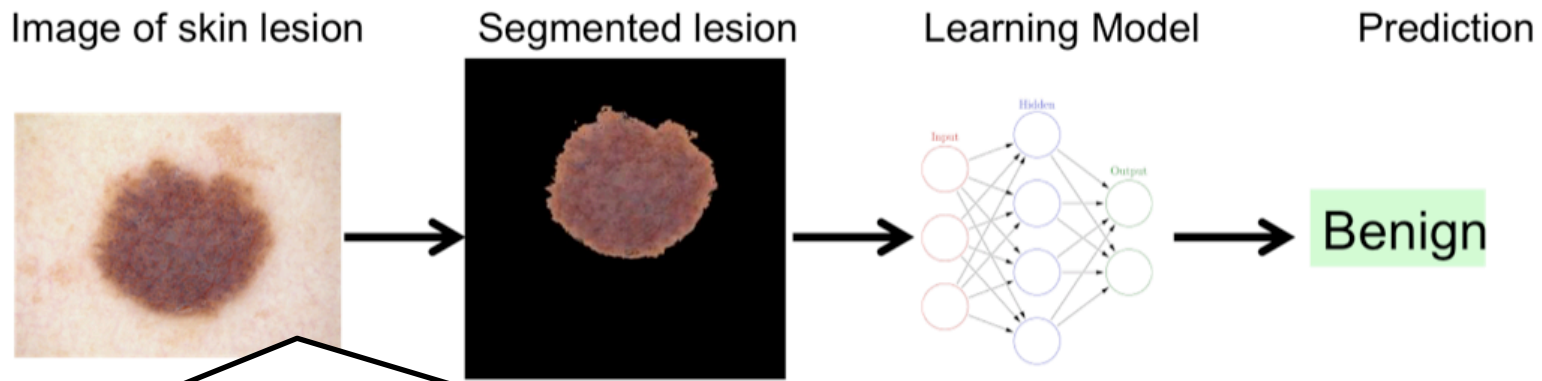 Image of skin lesion
Segmented lesion
Learning Model
Prediction
Hidden
Input
Output
Benign